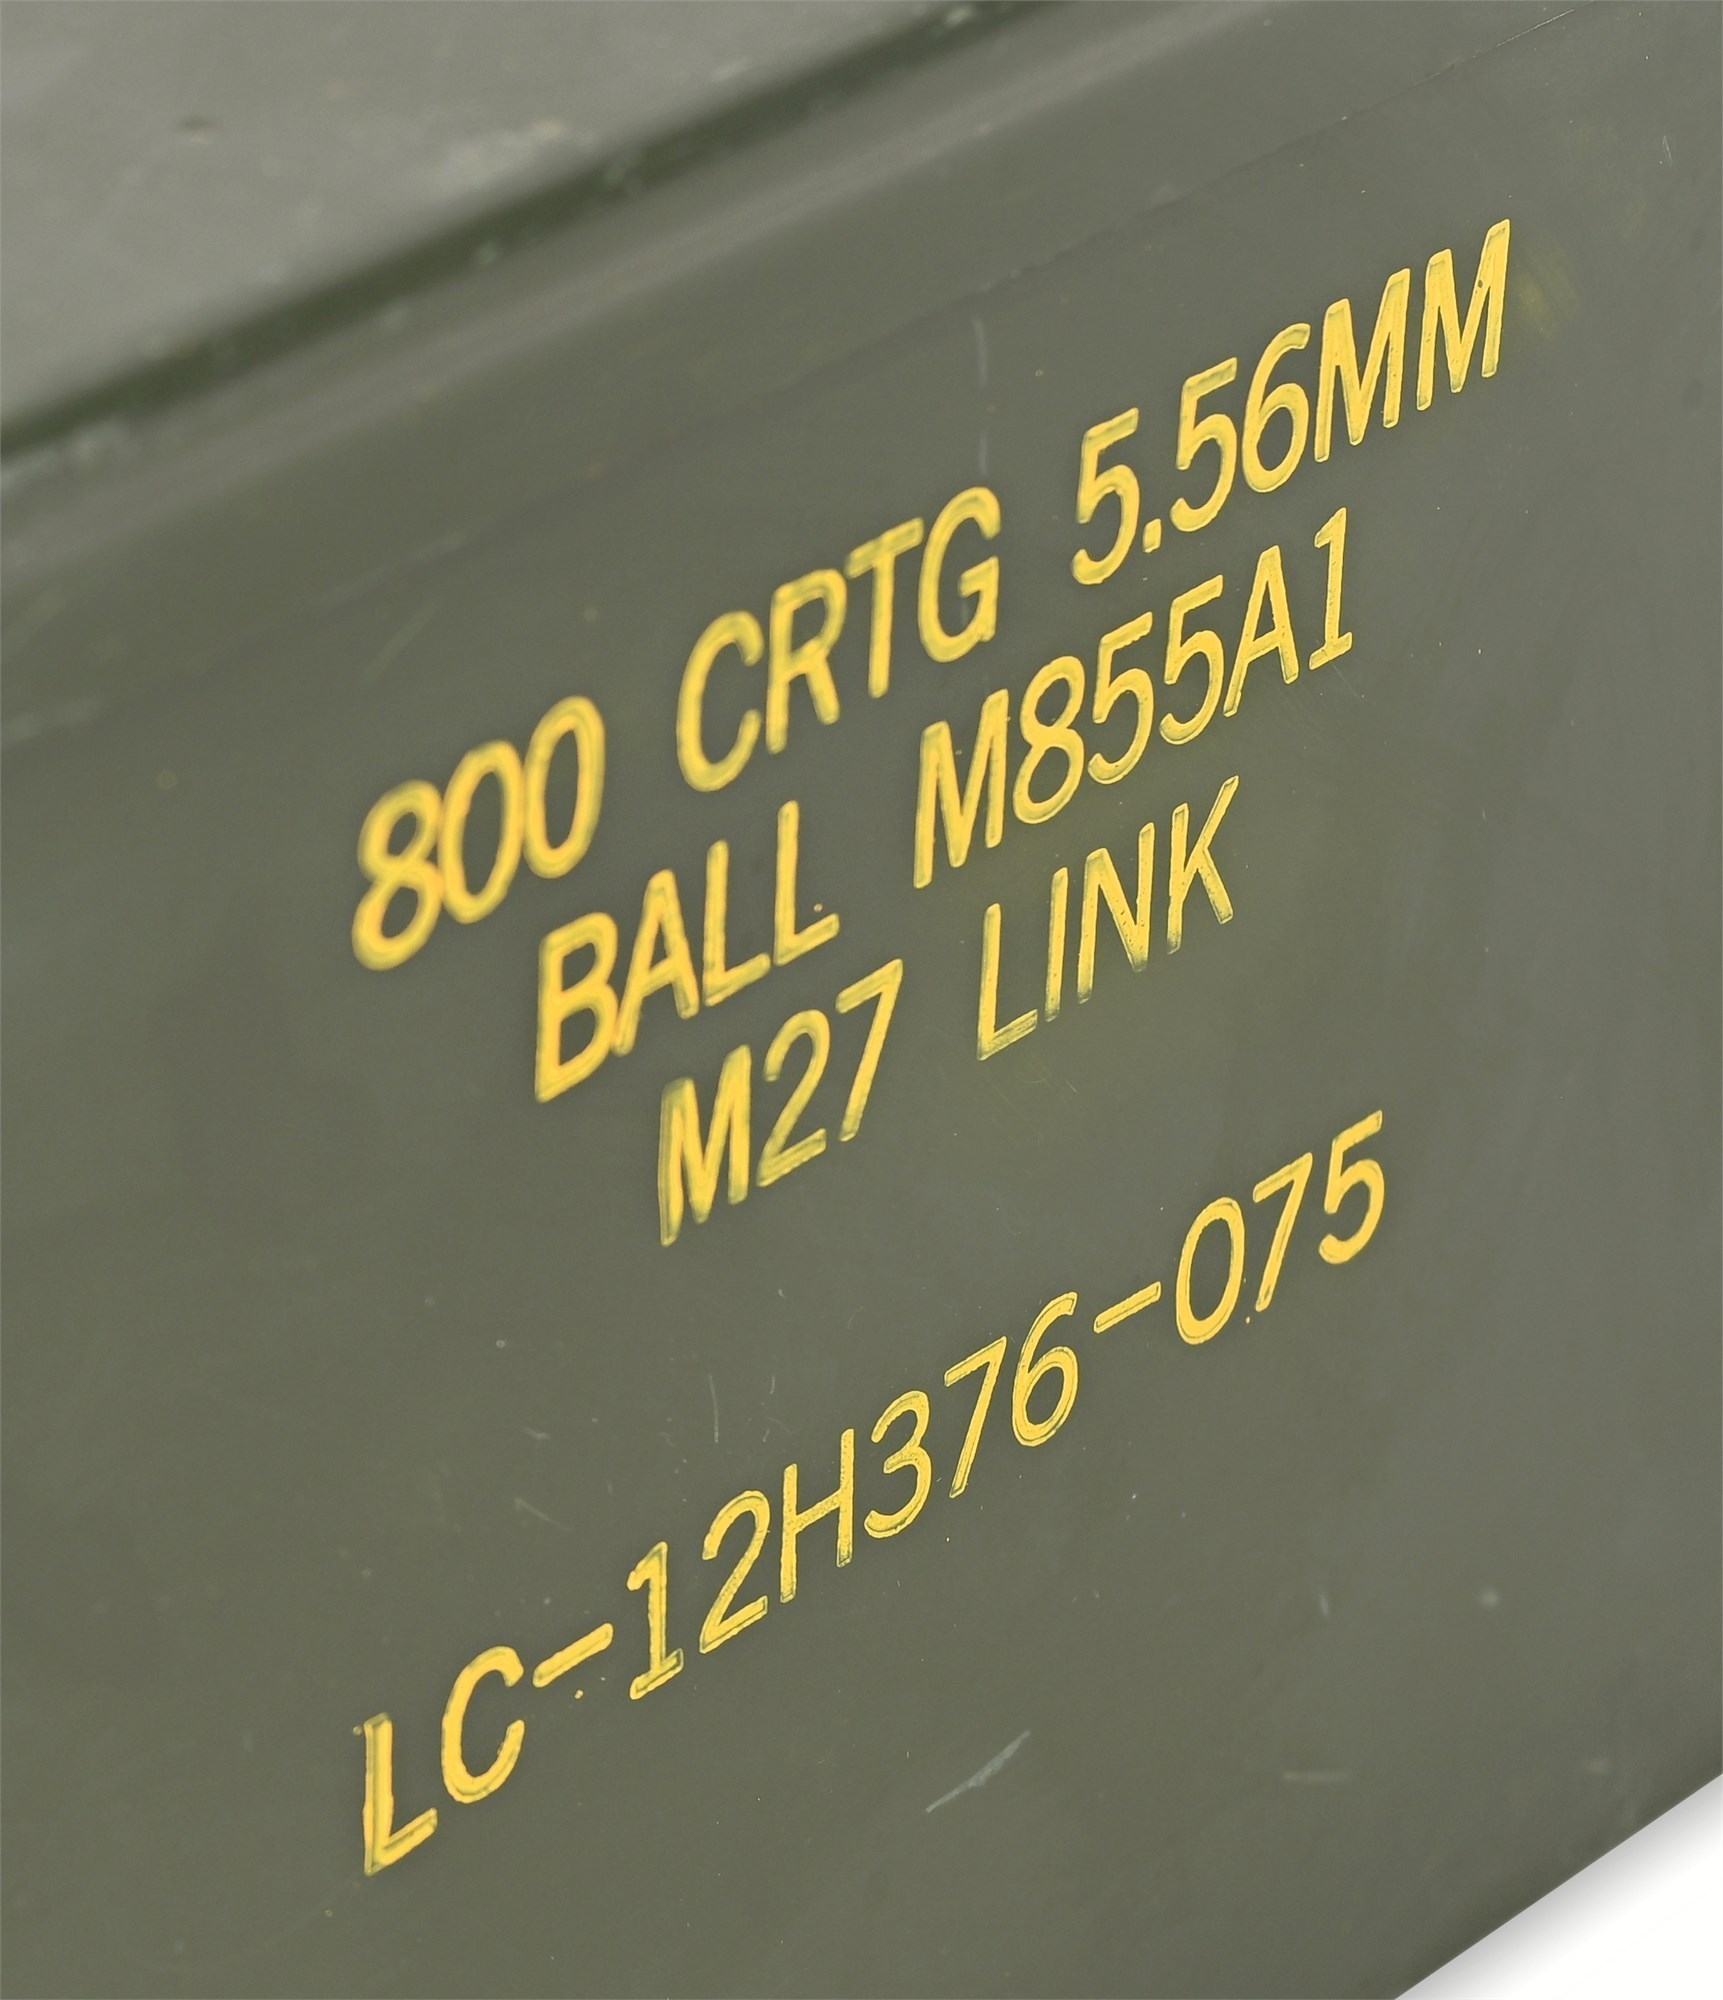 800 CRTG 5.56MM
BALL M855A1
M27 LINK
LC-12H376-075